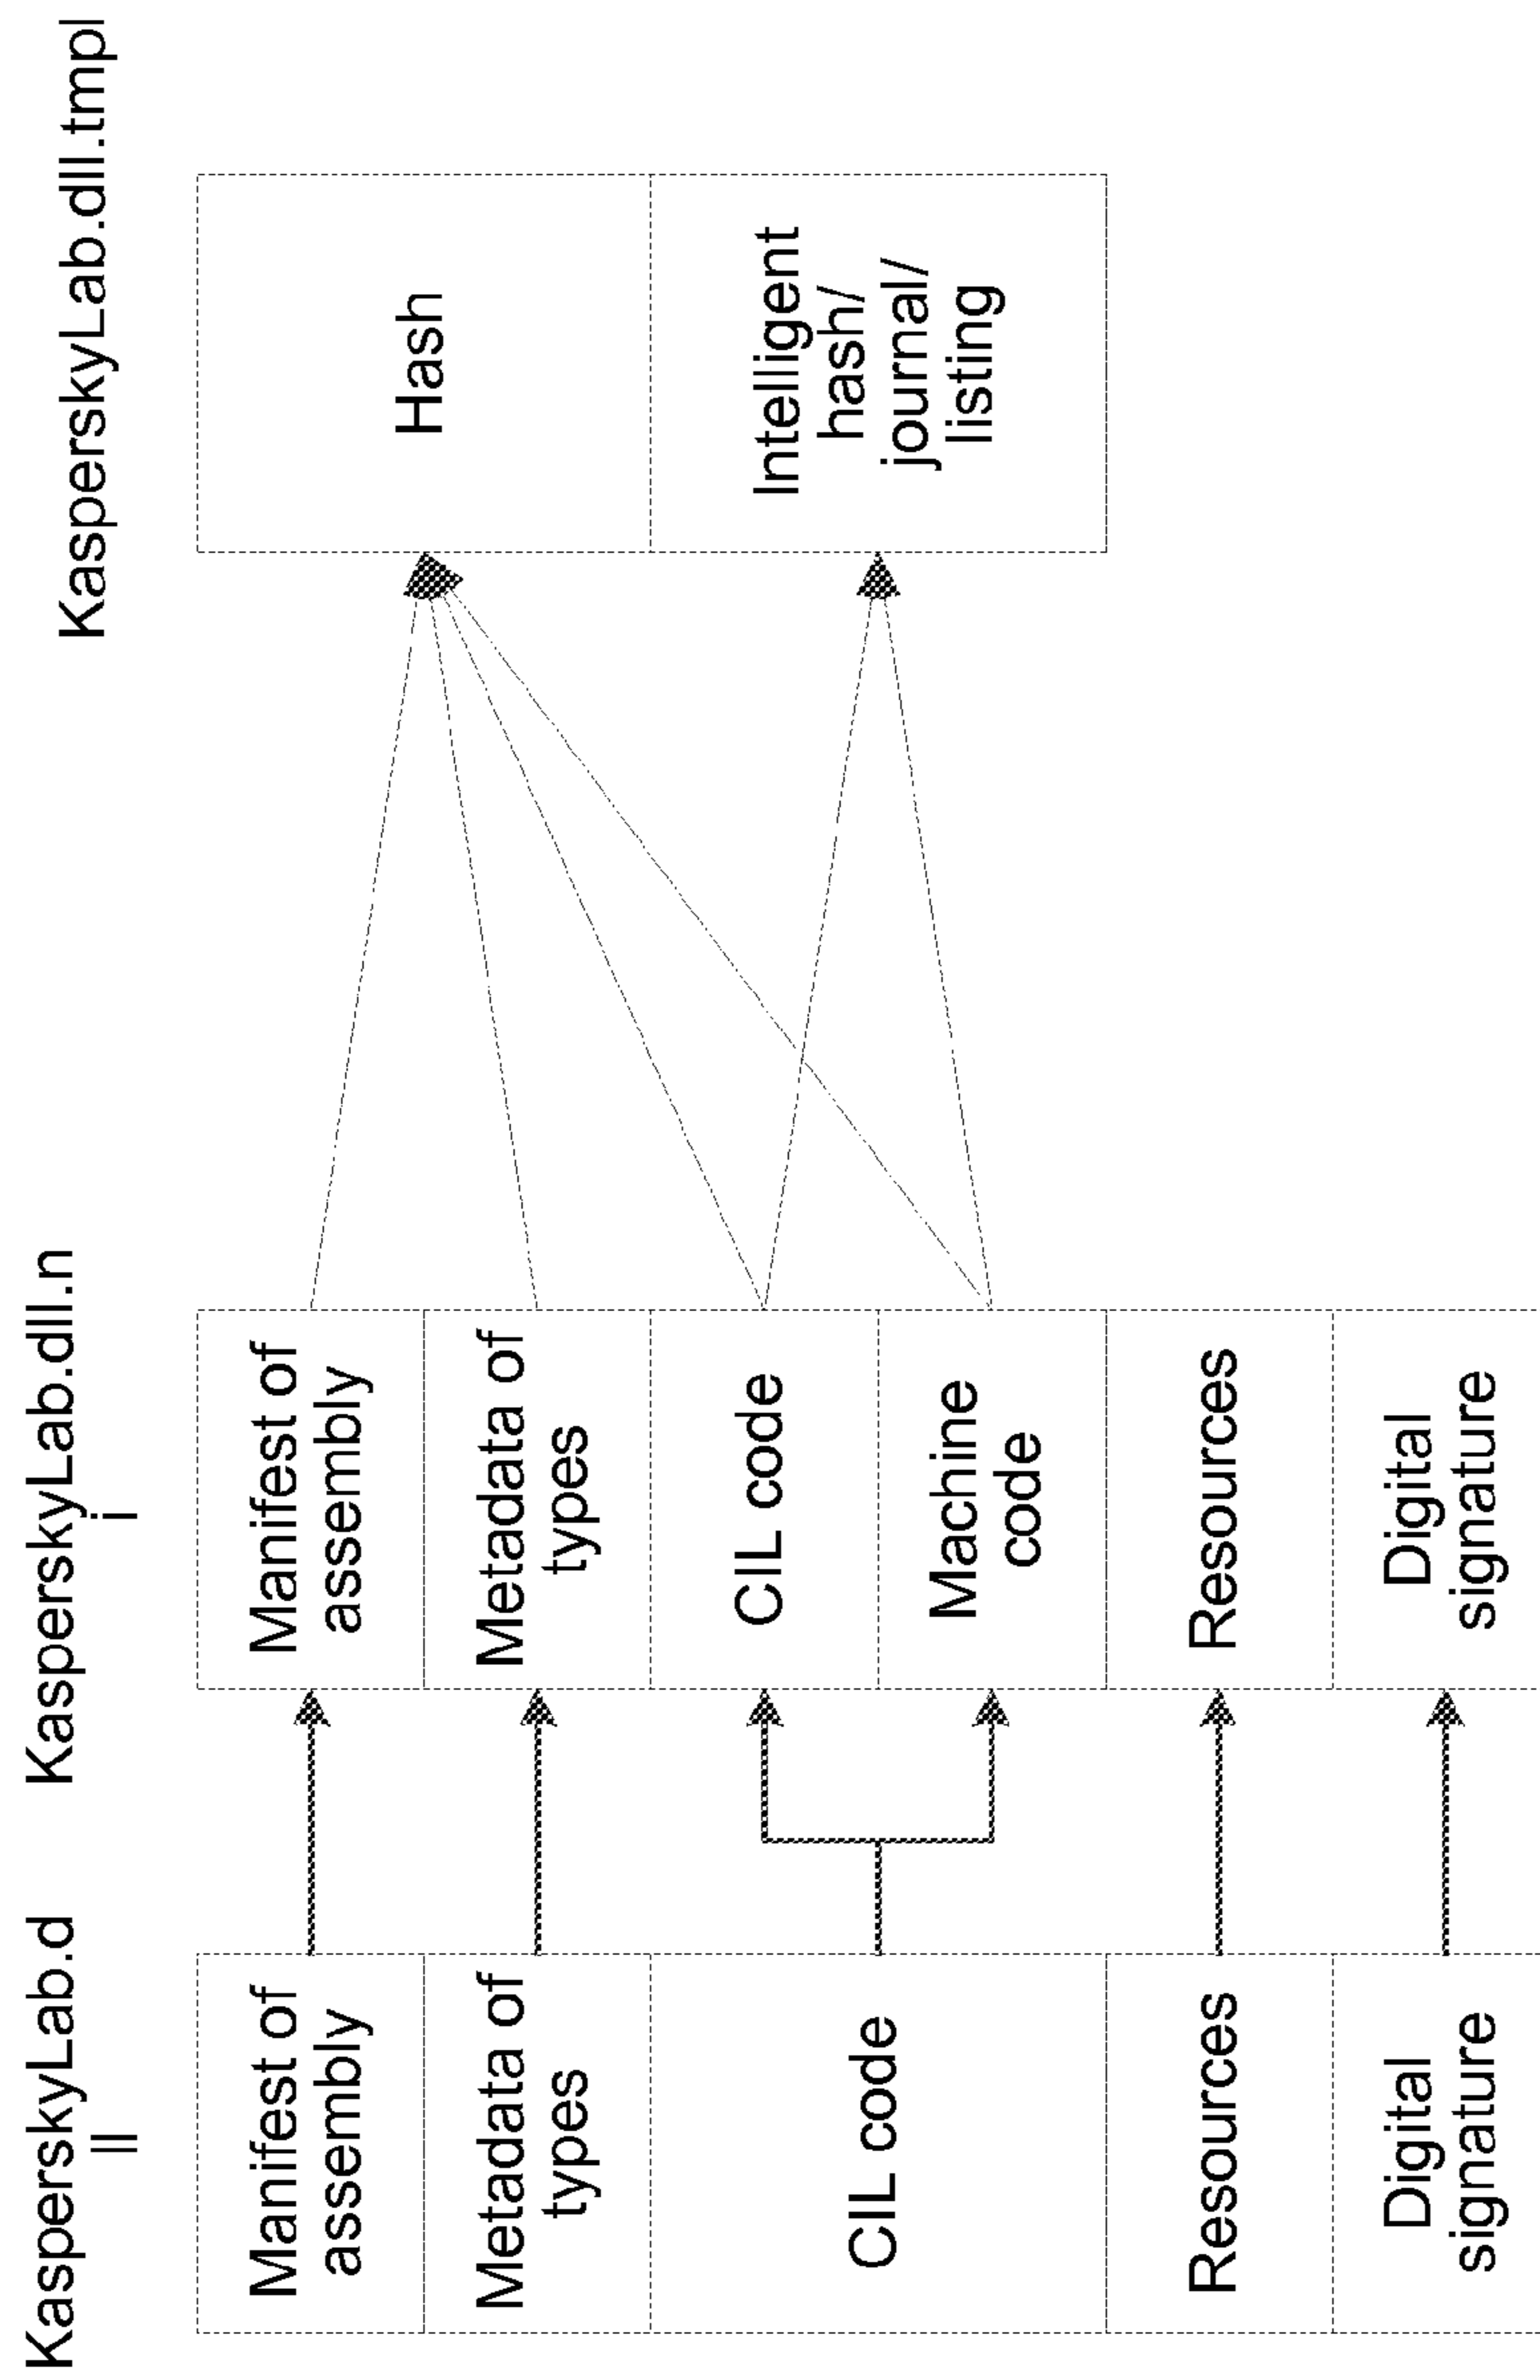 KasperskyLab.d
ll
Manifest of
assembly
Metadata of
types
CIL code
Resources
Digital
signature
KasperskyLab.dll.n
i
Manifest of
assembly
Metadata of
types
CIL code
Machine
code
Resources
Digital
signature
KasperskyLab.dll.tmpl
Hash
Intelligent
hash/
journal/
listing